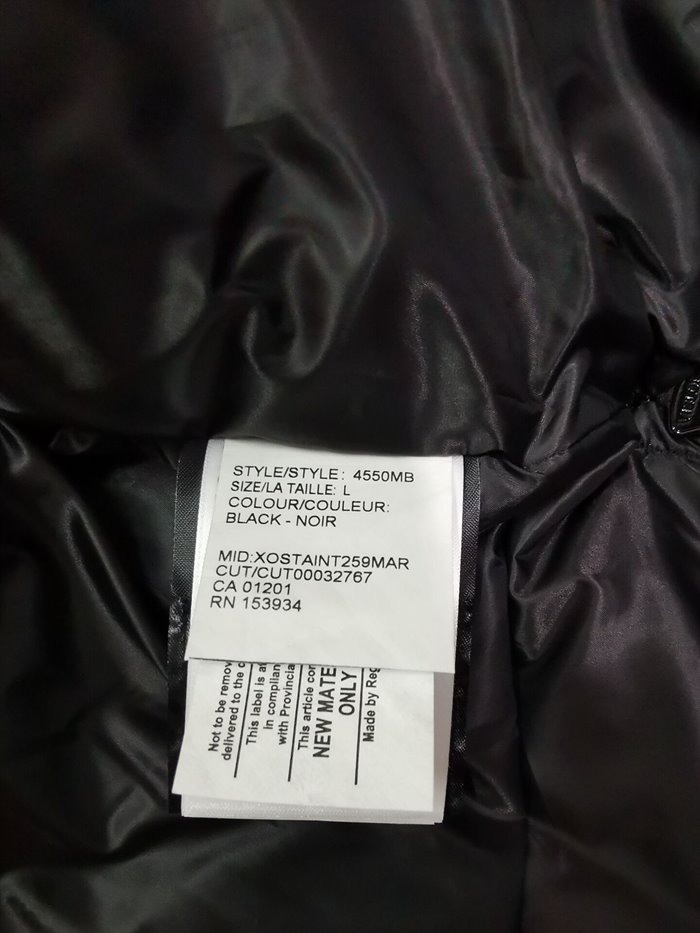 STYLE/STYLE: 4550MB
SIZE/LA TAILLE: L
COLOUR/COULEUR:
BLACK - NOIR
MID:XOSTAINT259MAR
CUT/CUT00032767
CA 01201
RN 153934
Not to be remov
delivered to the c
This label is a
in complian
with Provincia
This article con
NEW MATE
ONLY
Made by Reg